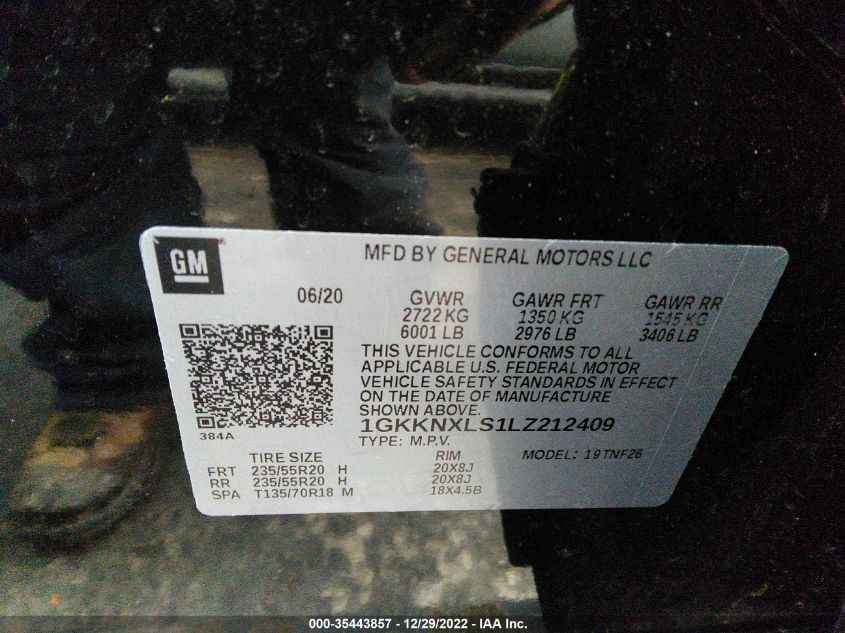 GM
MFD BY GENERAL MOTORS LLC
06/20
GVWR GAWR FRT GAWR RR
2722 KG 1350 KG 1545 KG
6001 LB 2976 LB 3406 LB
THIS VEHICLE CONFORMS TO ALL
APPLICABLE U.S. FEDERAL MOTOR
VEHICLE SAFETY STANDARDS IN EFFECT
ON THE DATE OF MANUFACTURE
SHOWN ABOVE.
1GKKNXLS1LZ212409
384A
TYPE: M.P.V. MODEL: 19TNF26
TIRE SIZE RIM
FRT 235/55R20 H 20X8J
RR 235/55R20 H 20X8J
SPA T135/70R18 M 18X4.5B
000-35443857 - 12/29/2022 - IAA Inc.